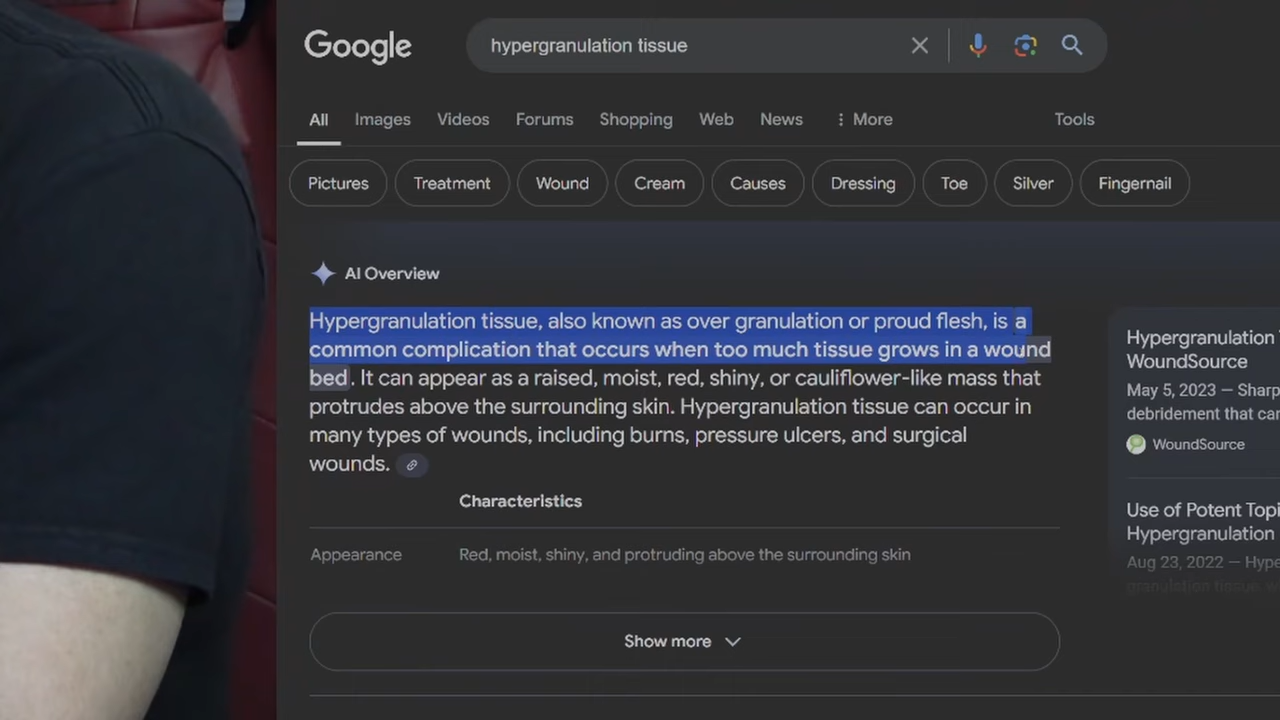 Google
hypergranulation tissue
All Images Videos Forums Shopping Web News More Tools
Pictures Treatment Wound Cream Causes Dressing Toe Silver Fingernail
AI Overview
Hypergranulation tissue, also known as over granulation or proud flesh, is a
common complication that occurs when too much tissue grows in a wound
bed. It can appear as a raised, moist, red, shiny, or cauliflower-like mass that
protrudes above the surrounding skin. Hypergranulation tissue can occur in
many types of wounds, including burns, pressure ulcers, and surgical
wounds.
Characteristics
Appearance Red, moist, shiny, and protruding above the surrounding skin
Show more
Hypergranulation
WoundSource
May 5, 2023 — Sharp
debridement that can
WoundSource
Use of Potent Topi
Hypergranulation
Aug 23, 2022 — Hype
granulation tissue